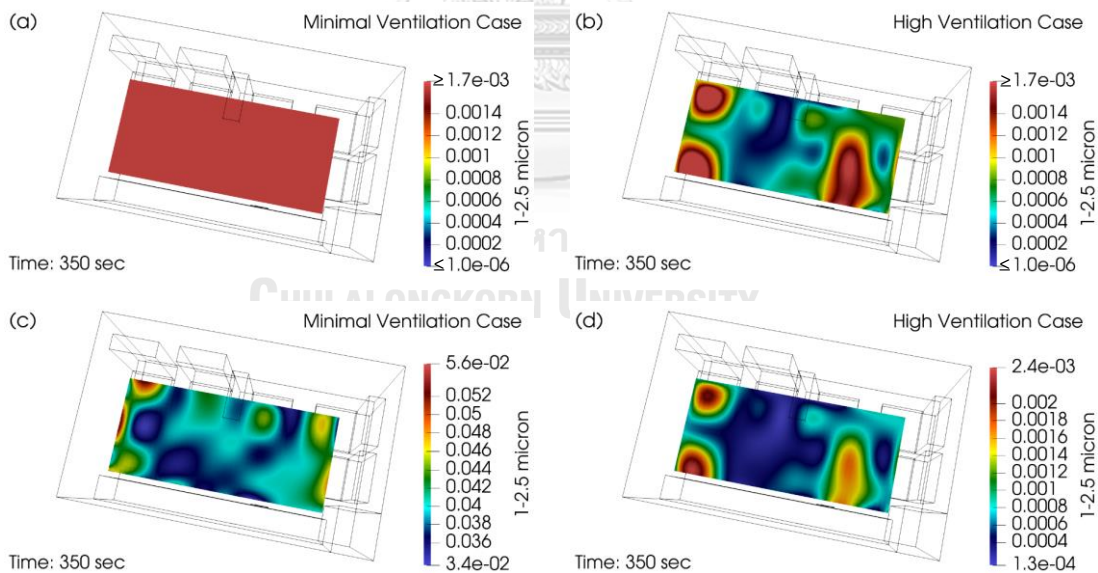 (a)
Minimal Ventilation Case
≥1.7e-03
0.0014
0.0012
0.001
0.0008
0.0006
0.0004
0.0002
≤1.0e-06
1-2.5 micron
Time: 350 sec
(b)
High Ventilation Case
≥1.7e-03
0.0014
0.0012
0.001
0.0008
0.0006
0.0004
0.0002
≤1.0e-06
1-2.5 micron
Time: 350 sec
CHULALONGKORN UNIVERSITY
(c)
Minimal Ventilation Case
5.6e-02
0.052
0.05
0.048
0.046
0.044
0.042
0.04
0.038
0.036
3.4e-02
1-2.5 micron
Time: 350 sec
(d)
High Ventilation Case
2.4e-03
0.002
0.0018
0.0016
0.0014
0.0012
0.001
0.0008
0.0006
0.0004
1.3e-04
1-2.5 micron
Time: 350 sec